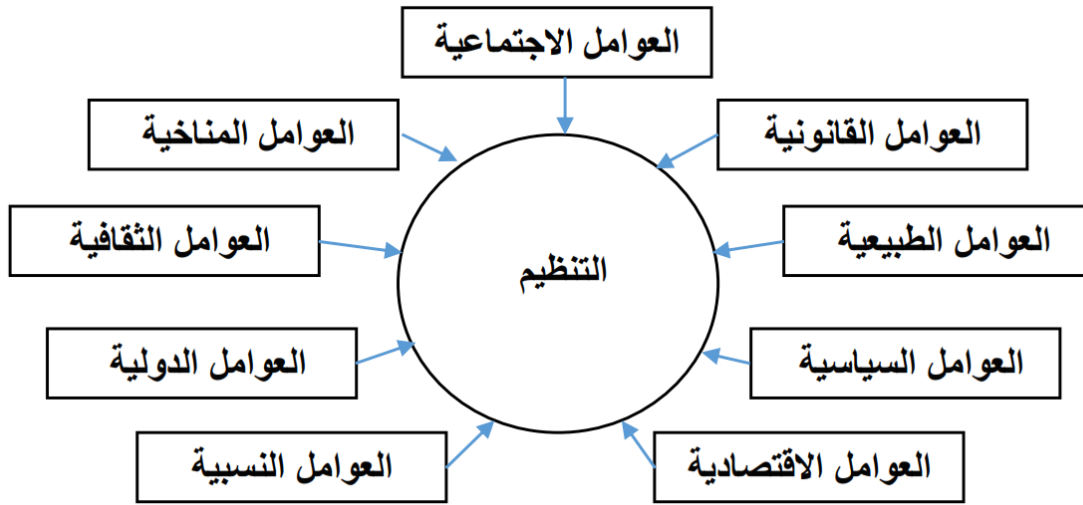 العوامل الاجتماعية
العوامل القانونية
العوامل المناخية
العوامل الطبيعية
العوامل الثقافية
التنظيم
العوامل السياسية
العوامل الدولية
العوامل الاقتصادية
العوامل النسبية